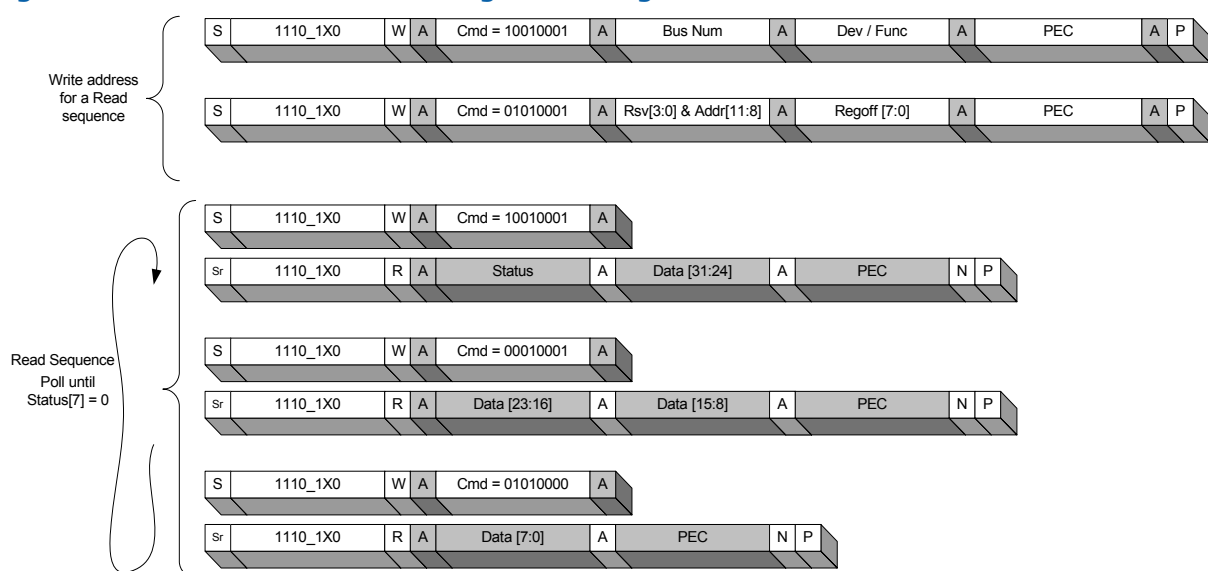 S 1110_1X0 W A Cmd = 10010001 A Bus Num A Dev / Func A PEC A P
Write address
for a Read
sequence
S 1110_1X0 W A Cmd = 01010001 A Rsv[3:0] & Addr[11:8] A Regoff [7:0] A PEC A P
S 1110_1X0 W A Cmd = 10010001 A
Sr 1110_1X0 R A Status A Data [31:24] A PEC N P
S 1110_1X0 W A Cmd = 00010001 A
Read Sequence
Poll until
Status[7] = 0
Sr 1110_1X0 R A Data [23:16] A Data [15:8] A PEC N P
S 1110_1X0 W A Cmd = 01010000 A
Sr 1110_1X0 R A Data [7:0] A PEC N P